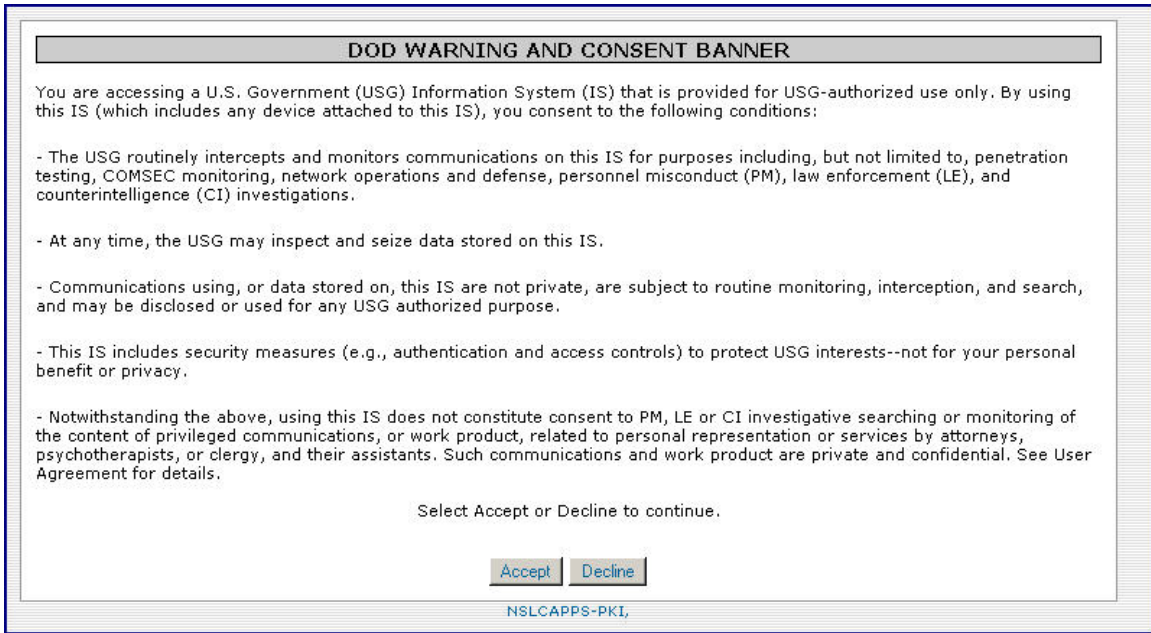 DOD WARNING AND CONSENT BANNER
You are accessing a U.S. Government (USG) Information System (IS) that is provided for USG-authorized use only. By using
this IS (which includes any device attached to this IS), you consent to the following conditions:
- The USG routinely intercepts and monitors communications on this IS for purposes including, but not limited to, penetration
testing, COMSEC monitoring, network operations and defense, personnel misconduct (PM), law enforcement (LE), and
counterintelligence (CI) investigations.
- At any time, the USG may inspect and seize data stored on this IS.
- Communications using, or data stored on, this IS are not private, are subject to routine monitoring, interception, and search,
and may be disclosed or used for any USG authorized purpose.
- This IS includes security measures (e.g., authentication and access controls) to protect USG interests--not for your personal
benefit or privacy.
- Notwithstanding the above, using this IS does not constitute consent to PM, LE or CI investigative searching or monitoring of
the content of privileged communications, or work product, related to personal representation or services by attorneys,
psychotherapists, or clergy, and their assistants. Such communications and work product are private and confidential. See User
Agreement for details.
Select Accept or Decline to continue.
Accept Decline
NSLCAPPS-PKI,